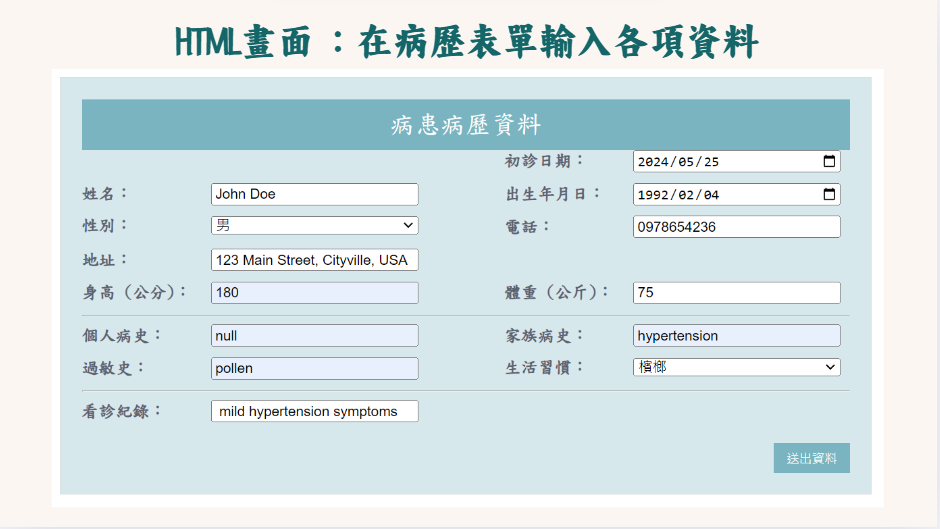 HTML畫面 ：在病歷表單輸入各項資料
病患病歷資料
初診日期： 2024/05/25
姓名： John Doe 出生年月日： 1992/02/04
性別： 男 電話： 0978654236
地址： 123 Main Street, Cityville, USA
身高（公分）： 180 體重（公斤）： 75
個人病史： null 家族病史： hypertension
過敏史： pollen 生活習慣： 檳榔
看診紀錄： mild hypertension symptoms
送出資料